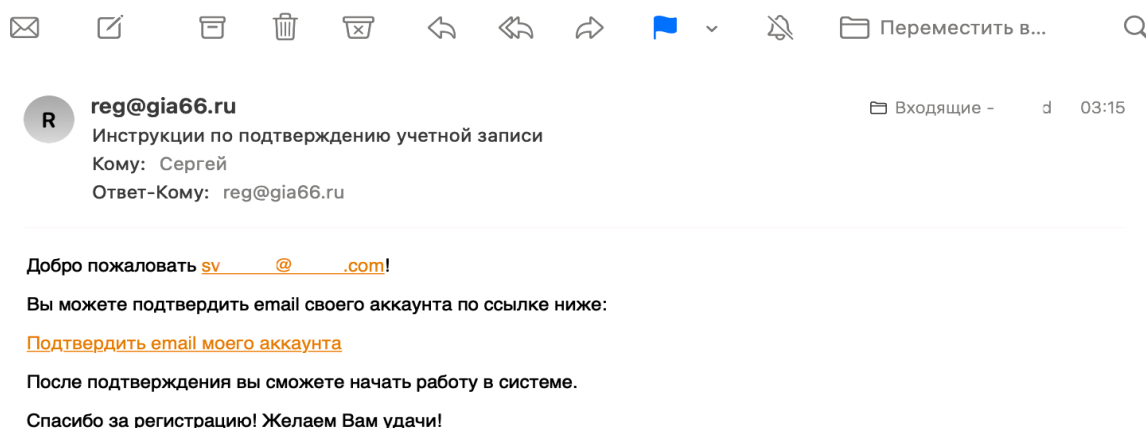 Переместить в...
reg@gia66.ru
Входящие - d 03:15
R
Инструкции по подтверждению учетной записи
Кому: Сергей
Ответ-Кому: reg@gia66.ru
Добро пожаловать sv @ .com!
Вы можете подтвердить email своего аккаунта по ссылке ниже:
Подтвердить email моего аккаунта
После подтверждения вы сможете начать работу в системе.
Спасибо за регистрацию! Желаем Вам удачи!